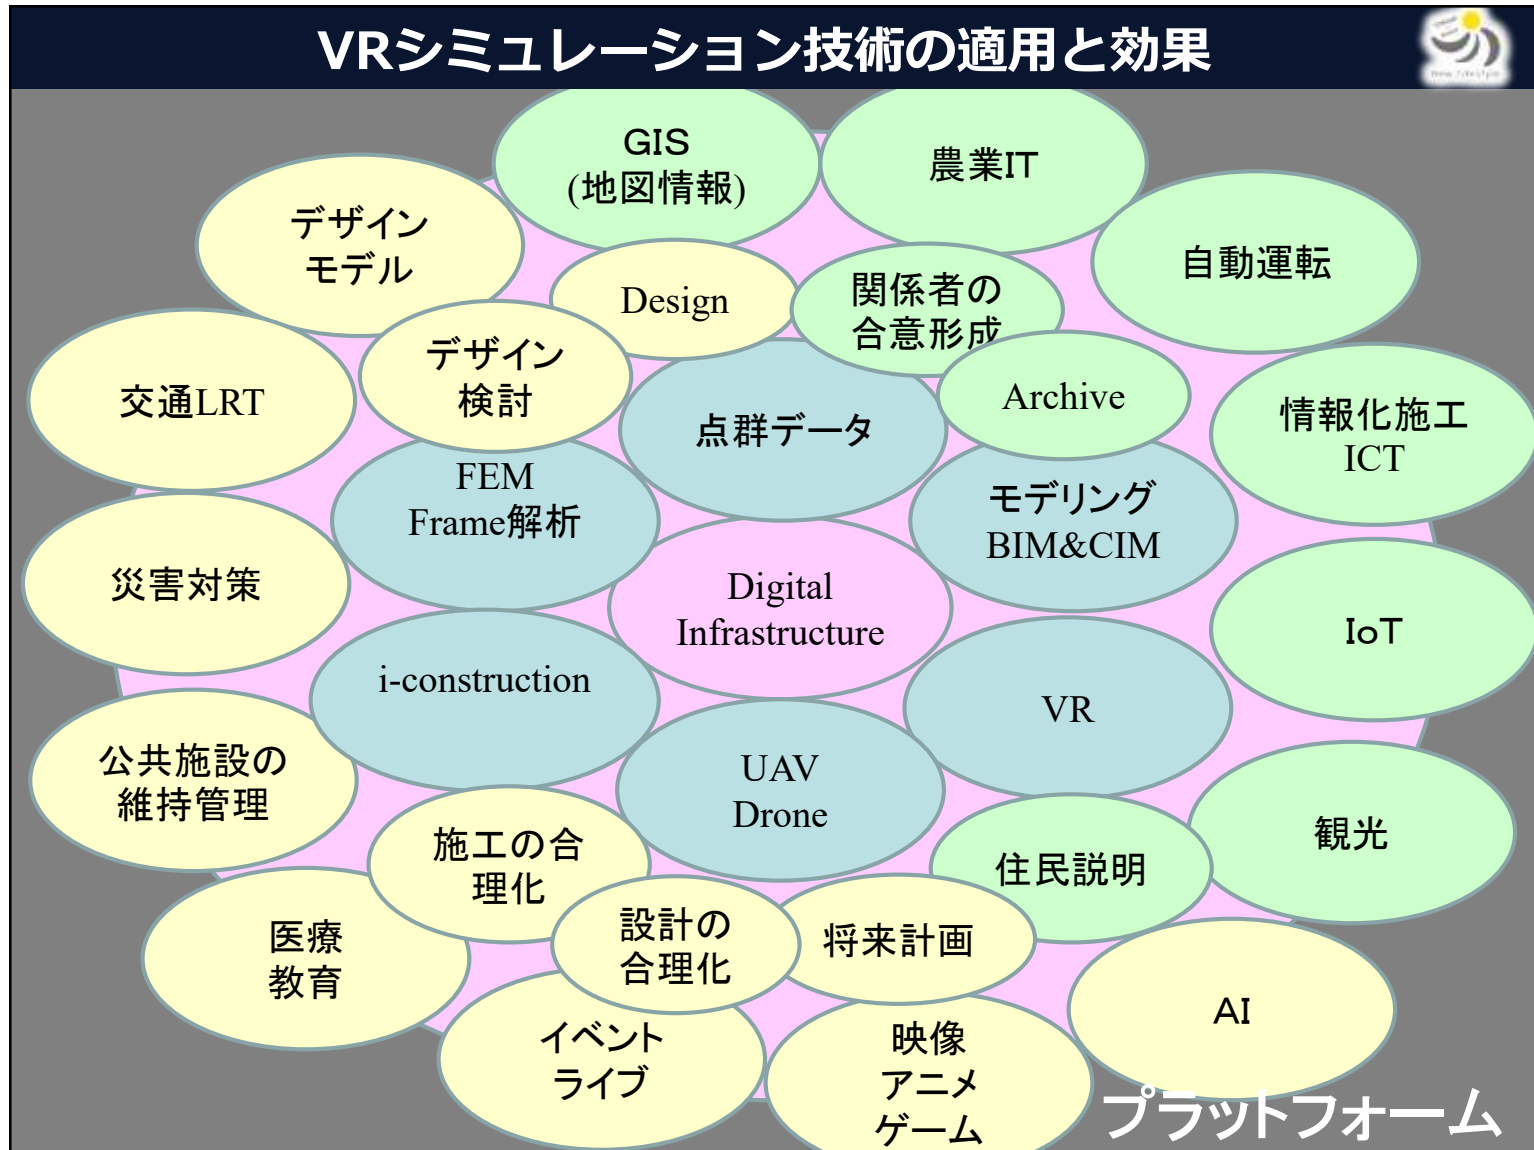 VRシミュレーション技術の適用と効果
GIS
(地図情報)
農業IT
デザイン
モデル
自動運転
Design
関係者の
合意形成
デザイン
検討
交通LRT
Archive
点群データ
情報化施工
ICT
FEM
Frame解析
モデリング
BIM&CIM
災害対策
Digital
Infrastructure
IoT
i-construction
VR
公共施設の
維持管理
UAV
Drone
観光
施工の合
理化
住民説明
医療
教育
設計の
合理化
将来計画
AI
イベント
ライブ
映像
アニメ
ゲーム
プラットフォーム